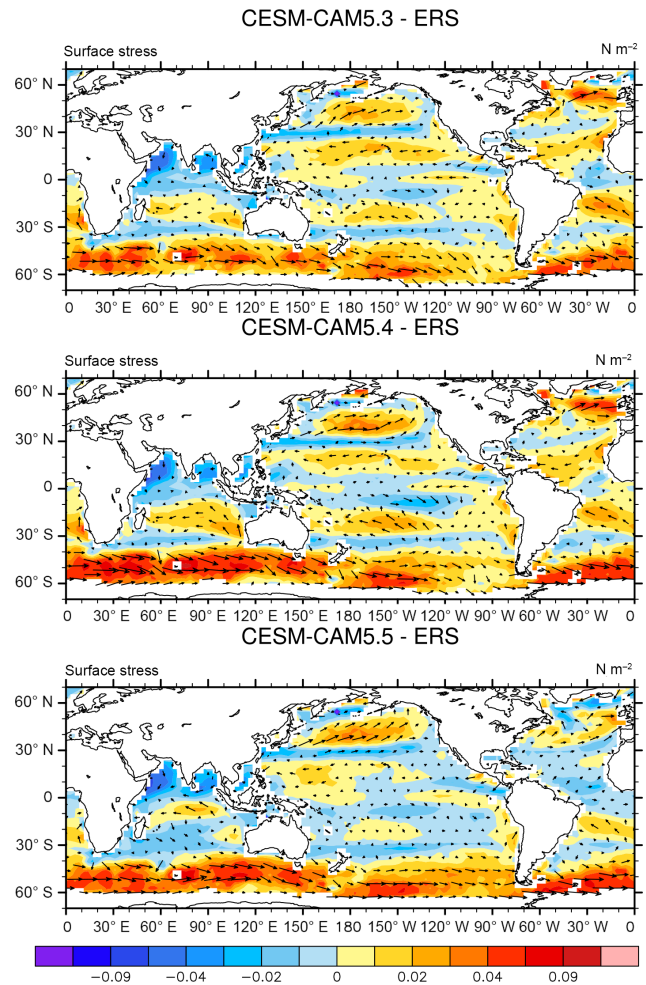 CESM-CAM5.3 - ERS
Surface stress N m⁻²
60° N
30° N
0
30° S
60° S
0 30° E 60° E 90° E 120° E 150° E 180 150° W 120° W 90° W 60° W 30° W 0
CESM-CAM5.4 - ERS
Surface stress N m⁻²
60° N
30° N
0
30° S
60° S
0 30° E 60° E 90° E 120° E 150° E 180 150° W 120° W 90° W 60° W 30° W 0
CESM-CAM5.5 - ERS
Surface stress N m⁻²
60° N
30° N
0
30° S
60° S
0 30° E 60° E 90° E 120° E 150° E 180 150° W 120° W 90° W 60° W 30° W 0
−0.09 −0.04 −0.02 0 0.02 0.04 0.09